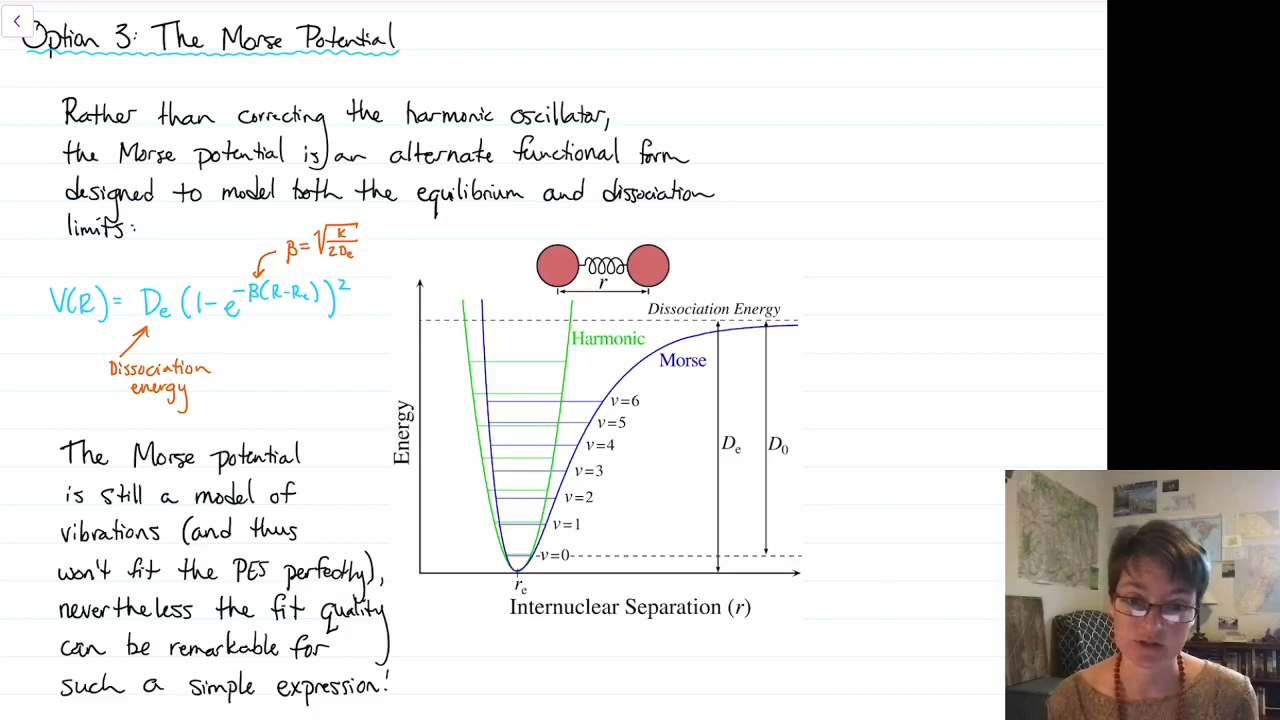 Option 3: The Morse Potential
Rather than correcting the harmonic oscillator,
the Morse potential is an alternate functional form
designed to model both the equilibrium and dissociation
limits:
β = √(k/2Dₑ)
V(R) = Dₑ (1 - e^(-β(R-Rₑ)))²
Dissociation
energy
The Morse potential
is still a model of
vibrations (and thus
won't fit the PES perfectly),
nevertheless the fit quality
can be remarkable for
such a simple expression!
r
Dissociation Energy
Harmonic
Morse
v=6
v=5
v=4
v=3
v=2
v=1
v=0
Dₑ
D₀
Energy
rₑ
Internuclear Separation (r)